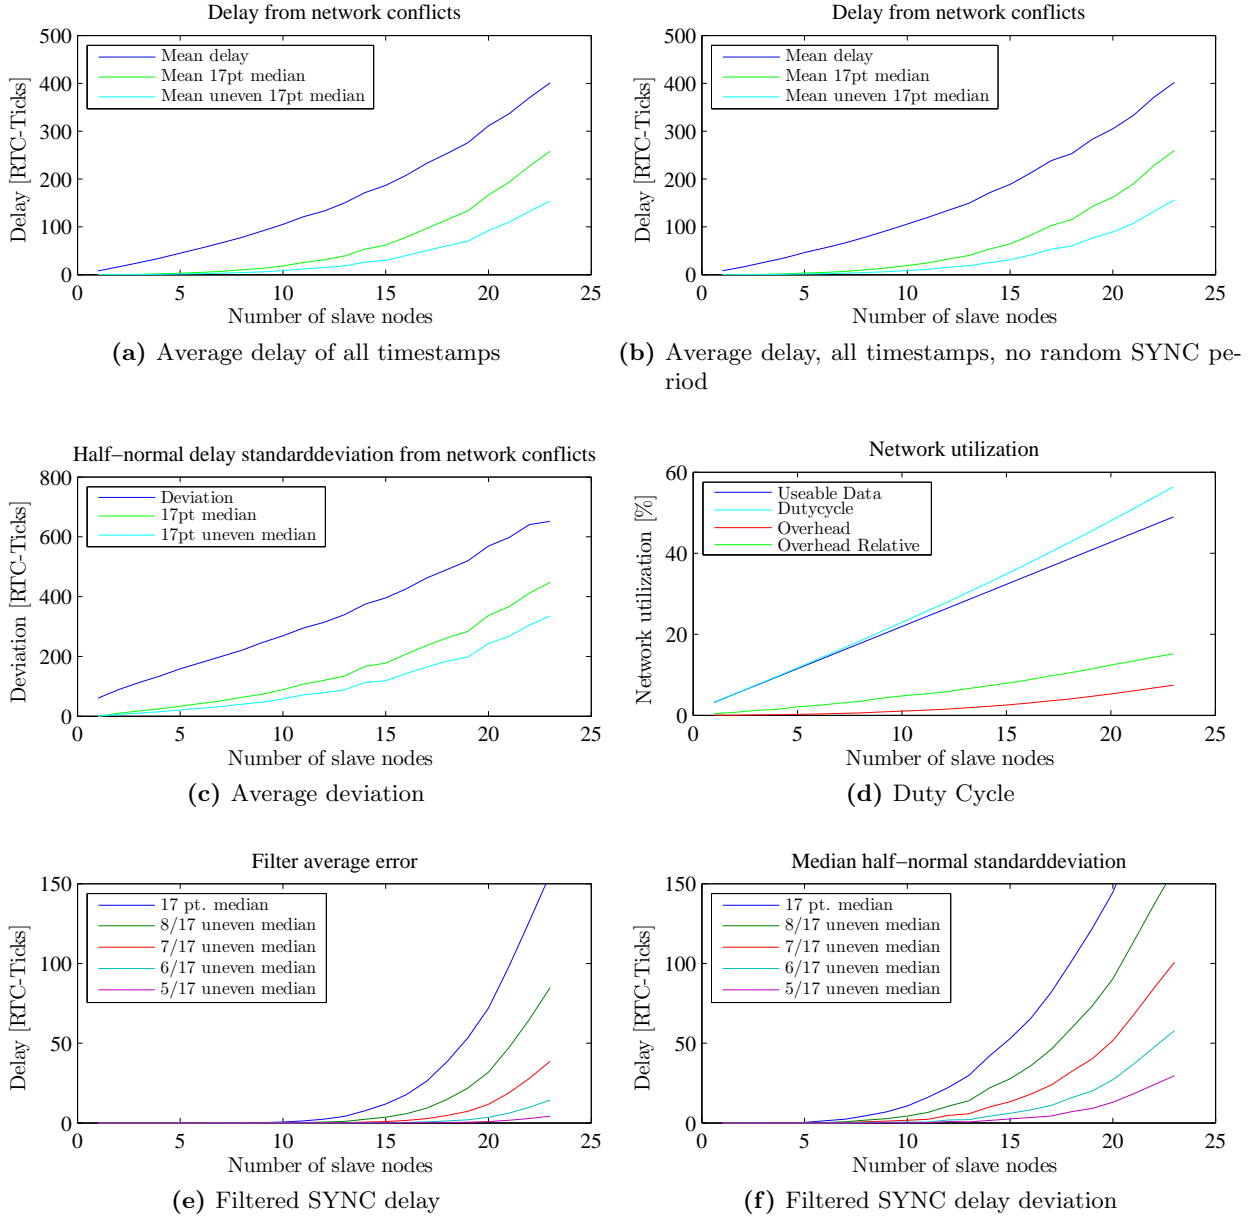 Delay from network conflicts
500
400
300
200
100
0
Delay [RTC-Ticks]
Mean delay
Mean 17pt median
Mean uneven 17pt median
0 5 10 15 20 25
Number of slave nodes
(a) Average delay of all timestamps
Delay from network conflicts
500
400
300
200
100
0
Delay [RTC-Ticks]
Mean delay
Mean 17pt median
Mean uneven 17pt median
0 5 10 15 20 25
Number of slave nodes
(b) Average delay, all timestamps, no random SYNC pe-
riod
Half-normal delay standarddeviation from network conflicts
800
600
400
200
0
Deviation [RTC-Ticks]
Deviation
17pt median
17pt uneven median
0 5 10 15 20 25
Number of slave nodes
(c) Average deviation
Network utilization
60
40
20
0
Network utilization [%]
Useable Data
Dutycycle
Overhead
Overhead Relative
0 5 10 15 20 25
Number of slave nodes
(d) Duty Cycle
Filter average error
150
100
50
0
Delay [RTC-Ticks]
17 pt. median
8/17 uneven median
7/17 uneven median
6/17 uneven median
5/17 uneven median
0 5 10 15 20 25
Number of slave nodes
(e) Filtered SYNC delay
Median half-normal standarddeviation
150
100
50
0
Delay [RTC-Ticks]
17 pt. median
8/17 uneven median
7/17 uneven median
6/17 uneven median
5/17 uneven median
0 5 10 15 20 25
Number of slave nodes
(f) Filtered SYNC delay deviation